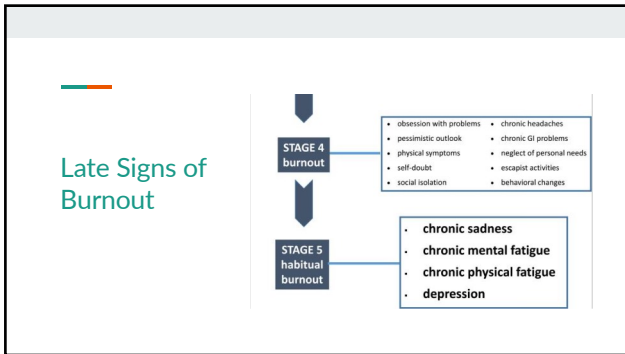 Late Signs of
Burnout
STAGE 4
burnout
• obsession with problems
• pessimistic outlook
• physical symptoms
• self-doubt
• social isolation
• chronic headaches
• chronic GI problems
• neglect of personal needs
• escapist activities
• behavioral changes
STAGE 5
habitual
burnout
• chronic sadness
• chronic mental fatigue
• chronic physical fatigue
• depression